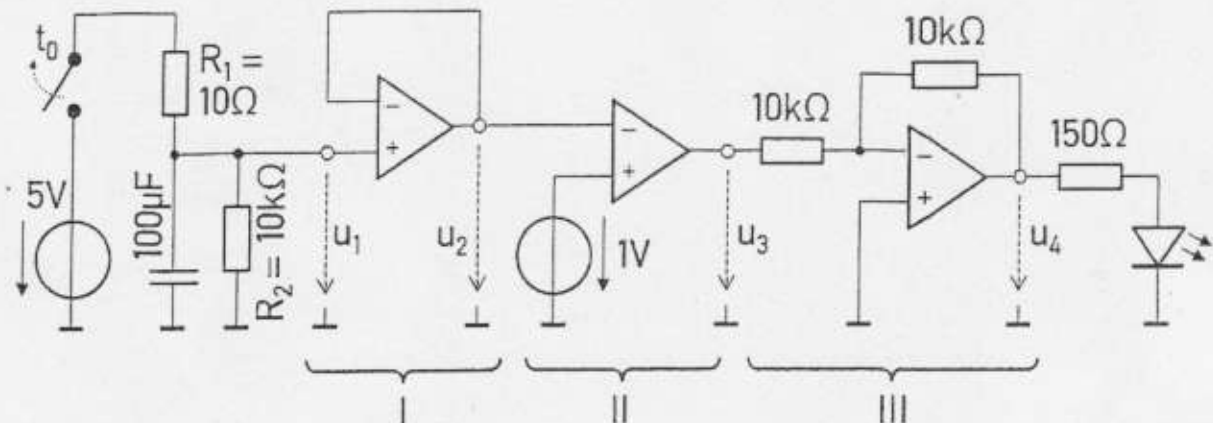 t₀
R₁ =
10Ω
5V
100µF
R₂ = 10kΩ
−
+
u₁
u₂
−
+
1V
u₃
10kΩ
10kΩ
−
+
u₄
150Ω
I
II
III